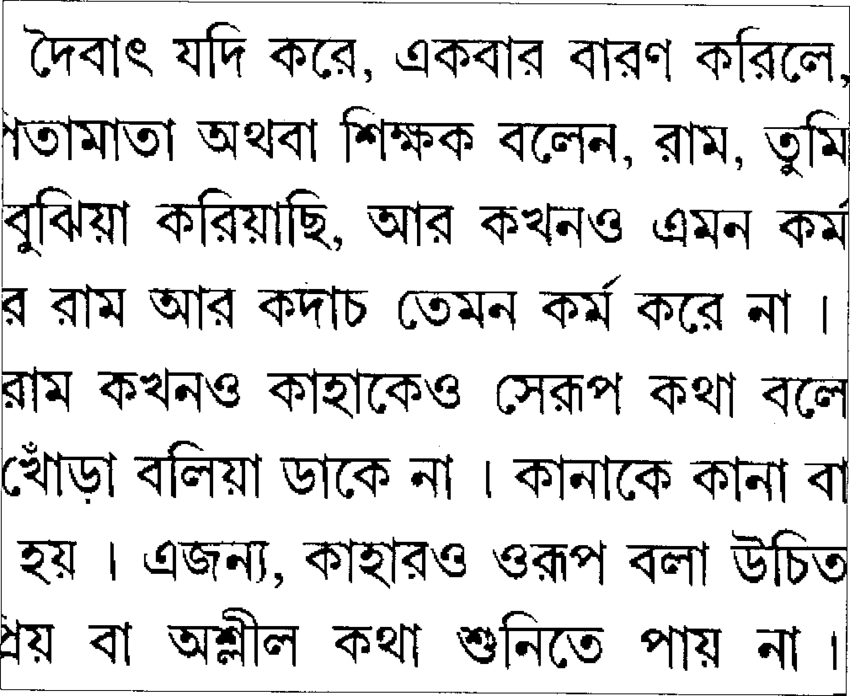 দৈবাৎ যদি করে, একবার বারণ করিলে,
পিতামাতা অথবা শিক্ষক বলেন, রাম, তুমি
বুঝিয়া করিয়াছি, আর কখনও এমন কর্ম
র রাম আর কদাচ তেমন কর্ম করে না ।
রাম কখনও কাহাকেও সেরূপ কথা বলে
খোঁড়া বলিয়া ডাকে না । কানাকে কানা বা
হয় । এজন্য, কাহারও ওরূপ বলা উচিত
প্রিয় বা অশ্লীল কথা শুনিতে পায় না ।